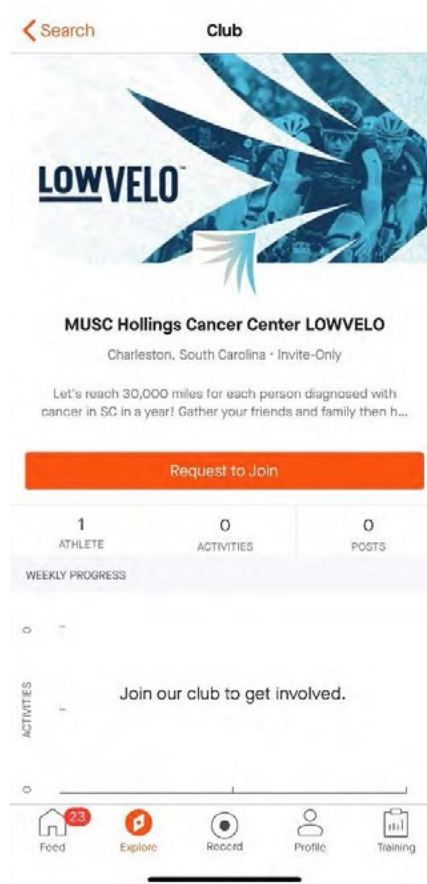 Search
Club
LOWVELO™
MUSC Hollings Cancer Center LOWVELO
Charleston, South Carolina • Invite-Only
Let's reach 30,000 miles for each person diagnosed with
cancer in SC in a year! Gather your friends and family then h...
Request to Join
1
ATHLETE
0
ACTIVITIES
0
POSTS
WEEKLY PROGRESS
0
ACTIVITIES
0
Join our club to get involved.
23
Feed
Explore
Record
Profile
Training